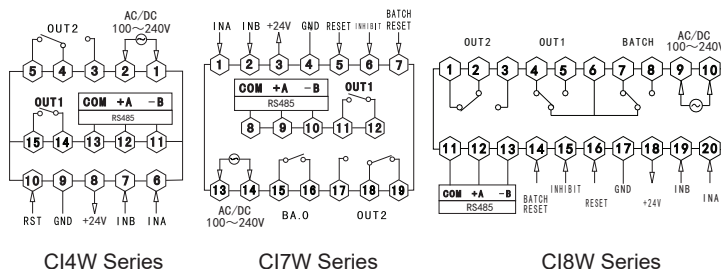 OUT2
AC/DC
100～240V
5 4 3 2 1
OUT1
COM +A －B
RS485
15 14 13 12 11
10 9 8 7 6
RST GND +24V INB INA
CI4W Series
INA INB +24V GND RESET INHIBIT BATCH RESET
1 2 3 4 5 6 7
COM +A －B
RS485
OUT1
8 9 10 11 12
13 14 15 16 17 18 19
AC/DC
100～240V
BA.O OUT2
CI7W Series
OUT2 OUT1 BATCH AC/DC
100～240V
1 2 3 4 5 6 7 8 9 10
11 12 13 14 15 16 17 18 19 20
COM +A －B
RS485
BATCH RESET INHIBIT RESET GND +24V INB INA
CI8W Series